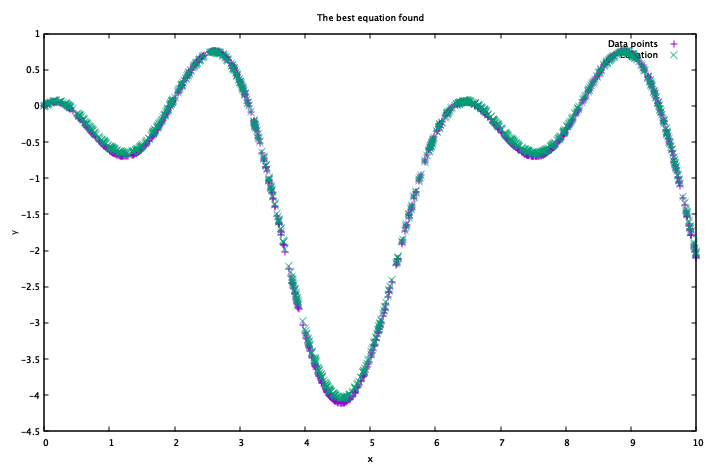 The best equation found
Data points
Equation
1
0.5
0
-0.5
-1
-1.5
-2
-2.5
-3
-3.5
-4
-4.5
y
0 1 2 3 4 5 6 7 8 9 10
x